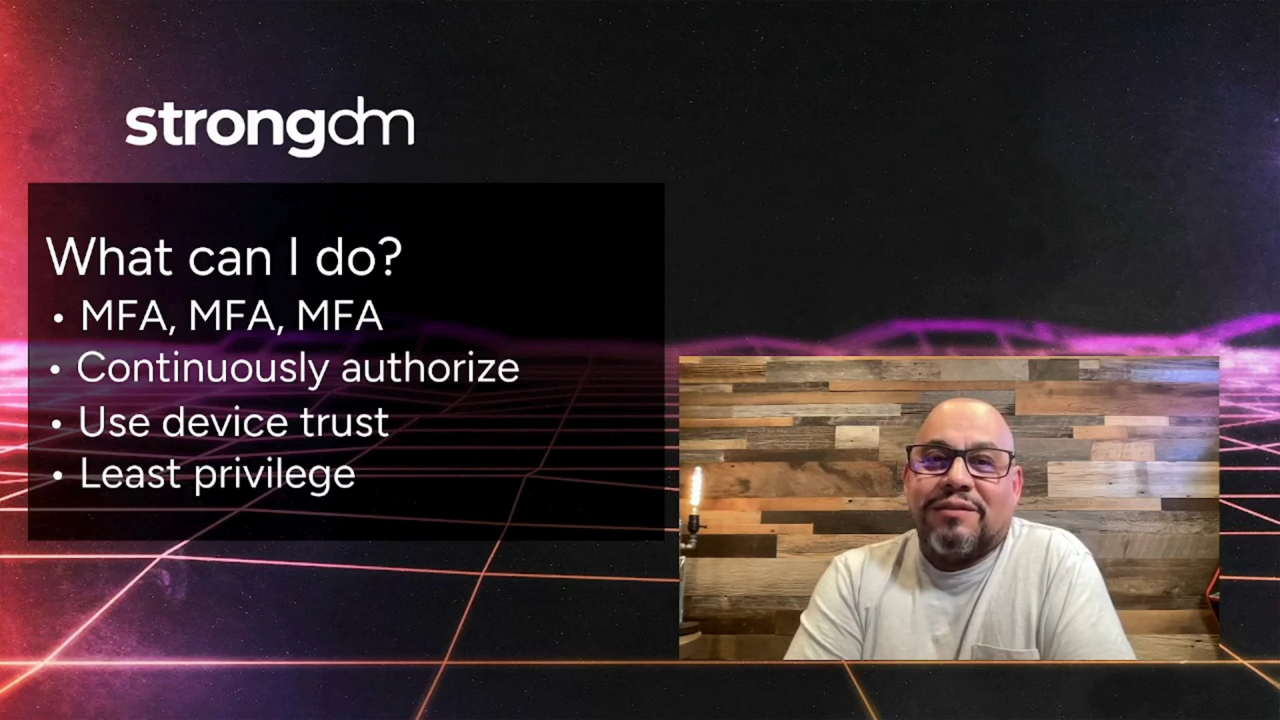 strongdm
What can I do?
• MFA, MFA, MFA
• Continuously authorize
• Use device trust
• Least privilege